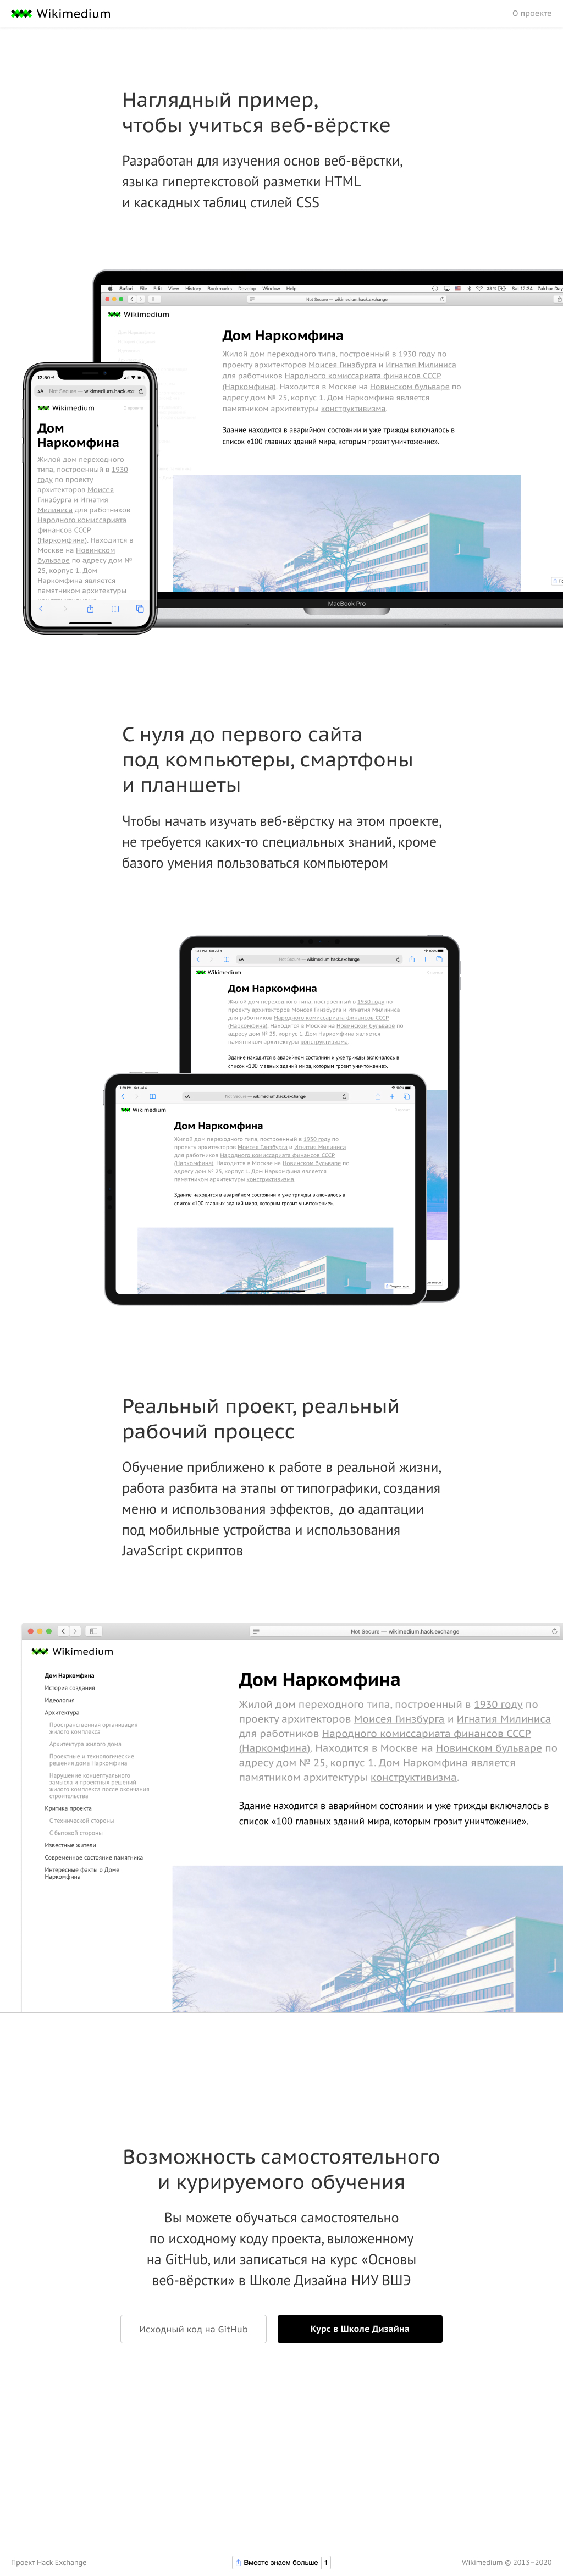 Wikimedium
О проекте
Наглядный пример,
чтобы учиться веб-вёрстке
Разработан для изучения основ веб-вёрстки,
языка гипертекстовой разметки HTML
и каскадных таблиц стилей CSS
Safari File Edit View History Bookmarks Develop Window Help
36 % Sat 12:34 Zakhar Day
Not Secure — wikimedium.hack.exchange
Wikimedium
Дом Наркомфина
Жилой дом переходного типа, построенный в 1930 году по
проекту архитекторов Моисея Гинзбурга и Игнатия Милиниса
для работников Народного комиссариата финансов СССР
(Наркомфина). Находится в Москве на Новинском бульваре по
адресу дом № 25, корпус 1. Дом Наркомфина является
памятником архитектуры конструктивизма.
Здание находится в аварийном состоянии и уже трижды включалось в
список «100 главных зданий мира, которым грозит уничтожение».
MacBook Pro
12:50
AA Not Secure — wikimedium.hack.ex
Wikimedium
О проекте
Дом
Наркомфина
Жилой дом переходного
типа, построенный в 1930
году по проекту
архитекторов Моисея
Гинзбурга и Игнатия
Милиниса для работников
Народного комиссариата
финансов СССР
(Наркомфина). Находится в
Москве на Новинском
бульваре по адресу дом №
25, корпус 1. Дом
Наркомфина является
памятником архитектуры
С нуля до первого сайта
под компьютеры, смартфоны
и планшеты
Чтобы начать изучать веб-вёрстку на этом проекте,
не требуется каких-то специальных знаний, кроме
базого умения пользоваться компьютером
1:23 PM Sat Jul 4
100%
AA Not Secure — wikimedium.hack.exchange
Wikimedium
О проекте
Дом Наркомфина
Жилой дом переходного типа, построенный в 1930 году по
проекту архитекторов Моисея Гинзбурга и Игнатия Милиниса
для работников Народного комиссариата финансов СССР
(Наркомфина). Находится в Москве на Новинском бульваре по
адресу дом № 25, корпус 1. Дом Наркомфина является
памятником архитектуры конструктивизма.
Здание находится в аварийном состоянии и уже трижды включалось в
список «100 главных зданий мира, которым грозит уничтожение».
100%
AA Not Secure — wikimedium.hack.exchange
Wikimedium
О проекте
Дом Наркомфина
Жилой дом переходного типа, построенный в 1930 году по
проекту архитекторов Моисея Гинзбурга и Игнатия Милиниса
для работников Народного комиссариата финансов СССР
(Наркомфина). Находится в Москве на Новинском бульваре по
адресу дом № 25, корпус 1. Дом Наркомфина является
памятником архитектуры конструктивизма.
Здание находится в аварийном состоянии и уже трижды включалось в
список «100 главных зданий мира, которым грозит уничтожение».
Поделиться
Реальный проект, реальный
рабочий процесс
Обучение приближено к работе в реальной жизни,
работа разбита на этапы от типографики, создания
меню и использования эффектов, до адаптации
под мобильные устройства и использования
JavaScript скриптов
Not Secure — wikimedium.hack.exchange
Wikimedium
Дом Наркомфина
История создания
Идеология
Архитектура
Пространственная организация
жилого комплекса
Архитектура жилого дома
Проектные и технологические
решения дома Наркомфина
Нарушение концептуального
замысла и проектных решений
жилого комплекса после окончания
строительства
Критика проекта
С технической стороны
С бытовой стороны
Известные жители
Современное состояние памятника
Интересные факты о Доме
Наркомфина
Дом Наркомфина
Жилой дом переходного типа, построенный в 1930 году по
проекту архитекторов Моисея Гинзбурга и Игнатия Милиниса
для работников Народного комиссариата финансов СССР
(Наркомфина). Находится в Москве на Новинском бульваре по
адресу дом № 25, корпус 1. Дом Наркомфина является
памятником архитектуры конструктивизма.
Здание находится в аварийном состоянии и уже трижды включалось в
список «100 главных зданий мира, которым грозит уничтожение».
Возможность самостоятельного
и курируемого обучения
Вы можете обучаться самостоятельно
по исходному коду проекта, выложенному
на GitHub, или записаться на курс «Основы
веб-вёрстки» в Школе Дизайна НИУ ВШЭ
Исходный код на GitHub
Курс в Школе Дизайна
Проект Hack Exchange
Вместе знаем больше 1
Wikimedium © 2013–2020